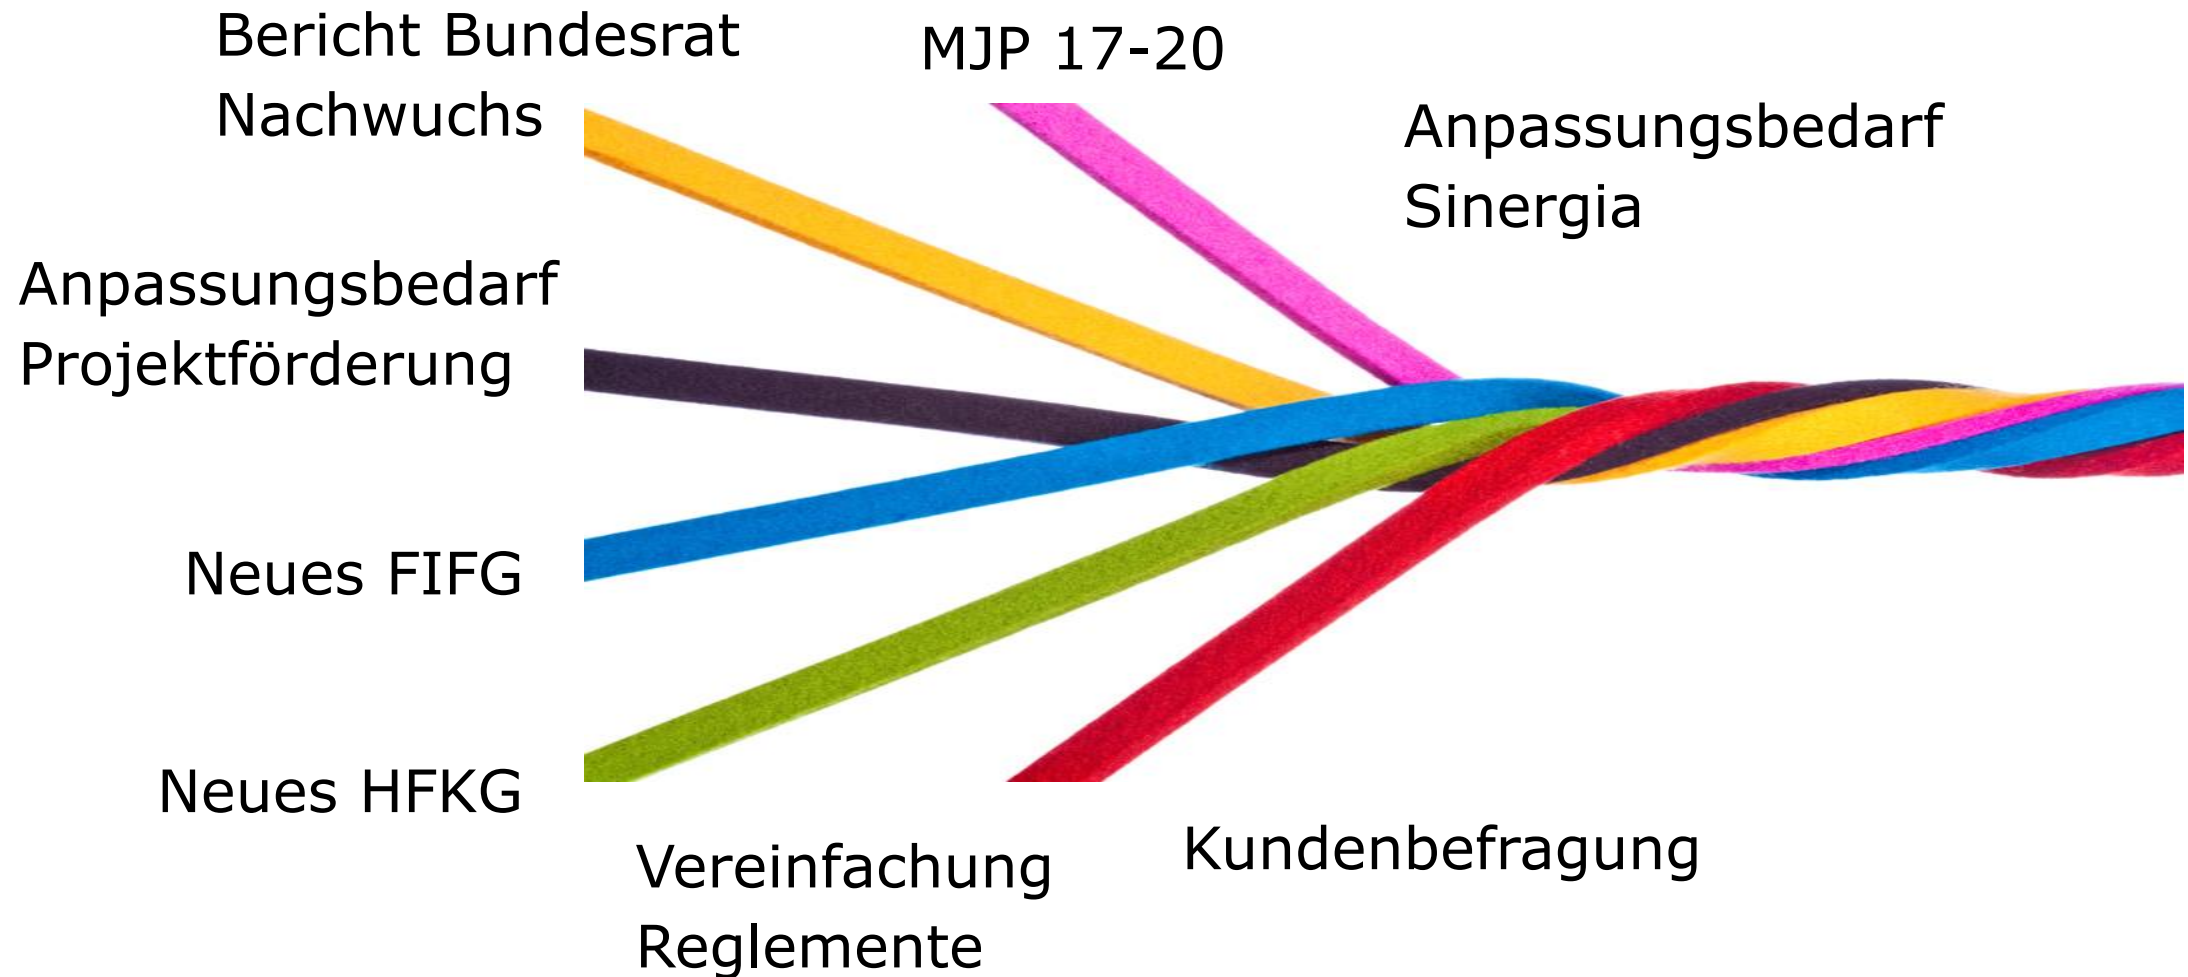 Bericht Bundesrat
Nachwuchs
MJP 17-20
Anpassungsbedarf
Sinergia
Anpassungsbedarf
Projektförderung
Neues FIFG
Neues HFKG
Vereinfachung
Reglemente
Kundenbefragung